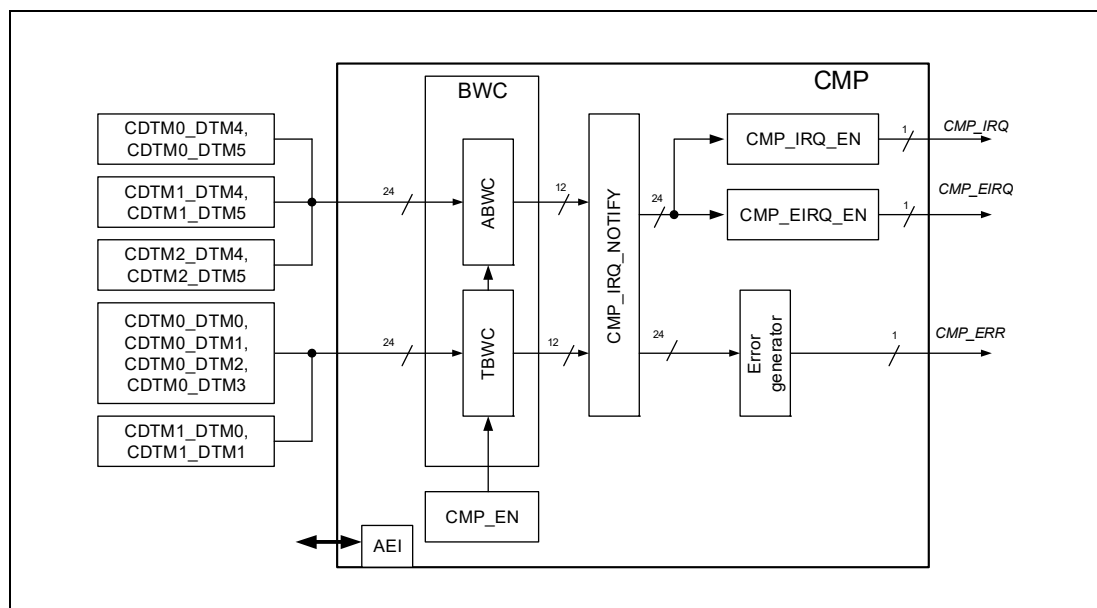 CMP
BWC
CDTM0_DTM4,
CDTM0_DTM5
CDTM1_DTM4,
CDTM1_DTM5
CDTM2_DTM4,
CDTM2_DTM5
CDTM0_DTM0,
CDTM0_DTM1,
CDTM0_DTM2,
CDTM0_DTM3
CDTM1_DTM0,
CDTM1_DTM1
24
24
ABWC
TBWC
12
12
CMP_EN
AEI
CMP_IRQ_NOTIFY
24
24
CMP_IRQ_EN
CMP_EIRQ_EN
Error
generator
1
CMP_IRQ
1
CMP_EIRQ
1
CMP_ERR